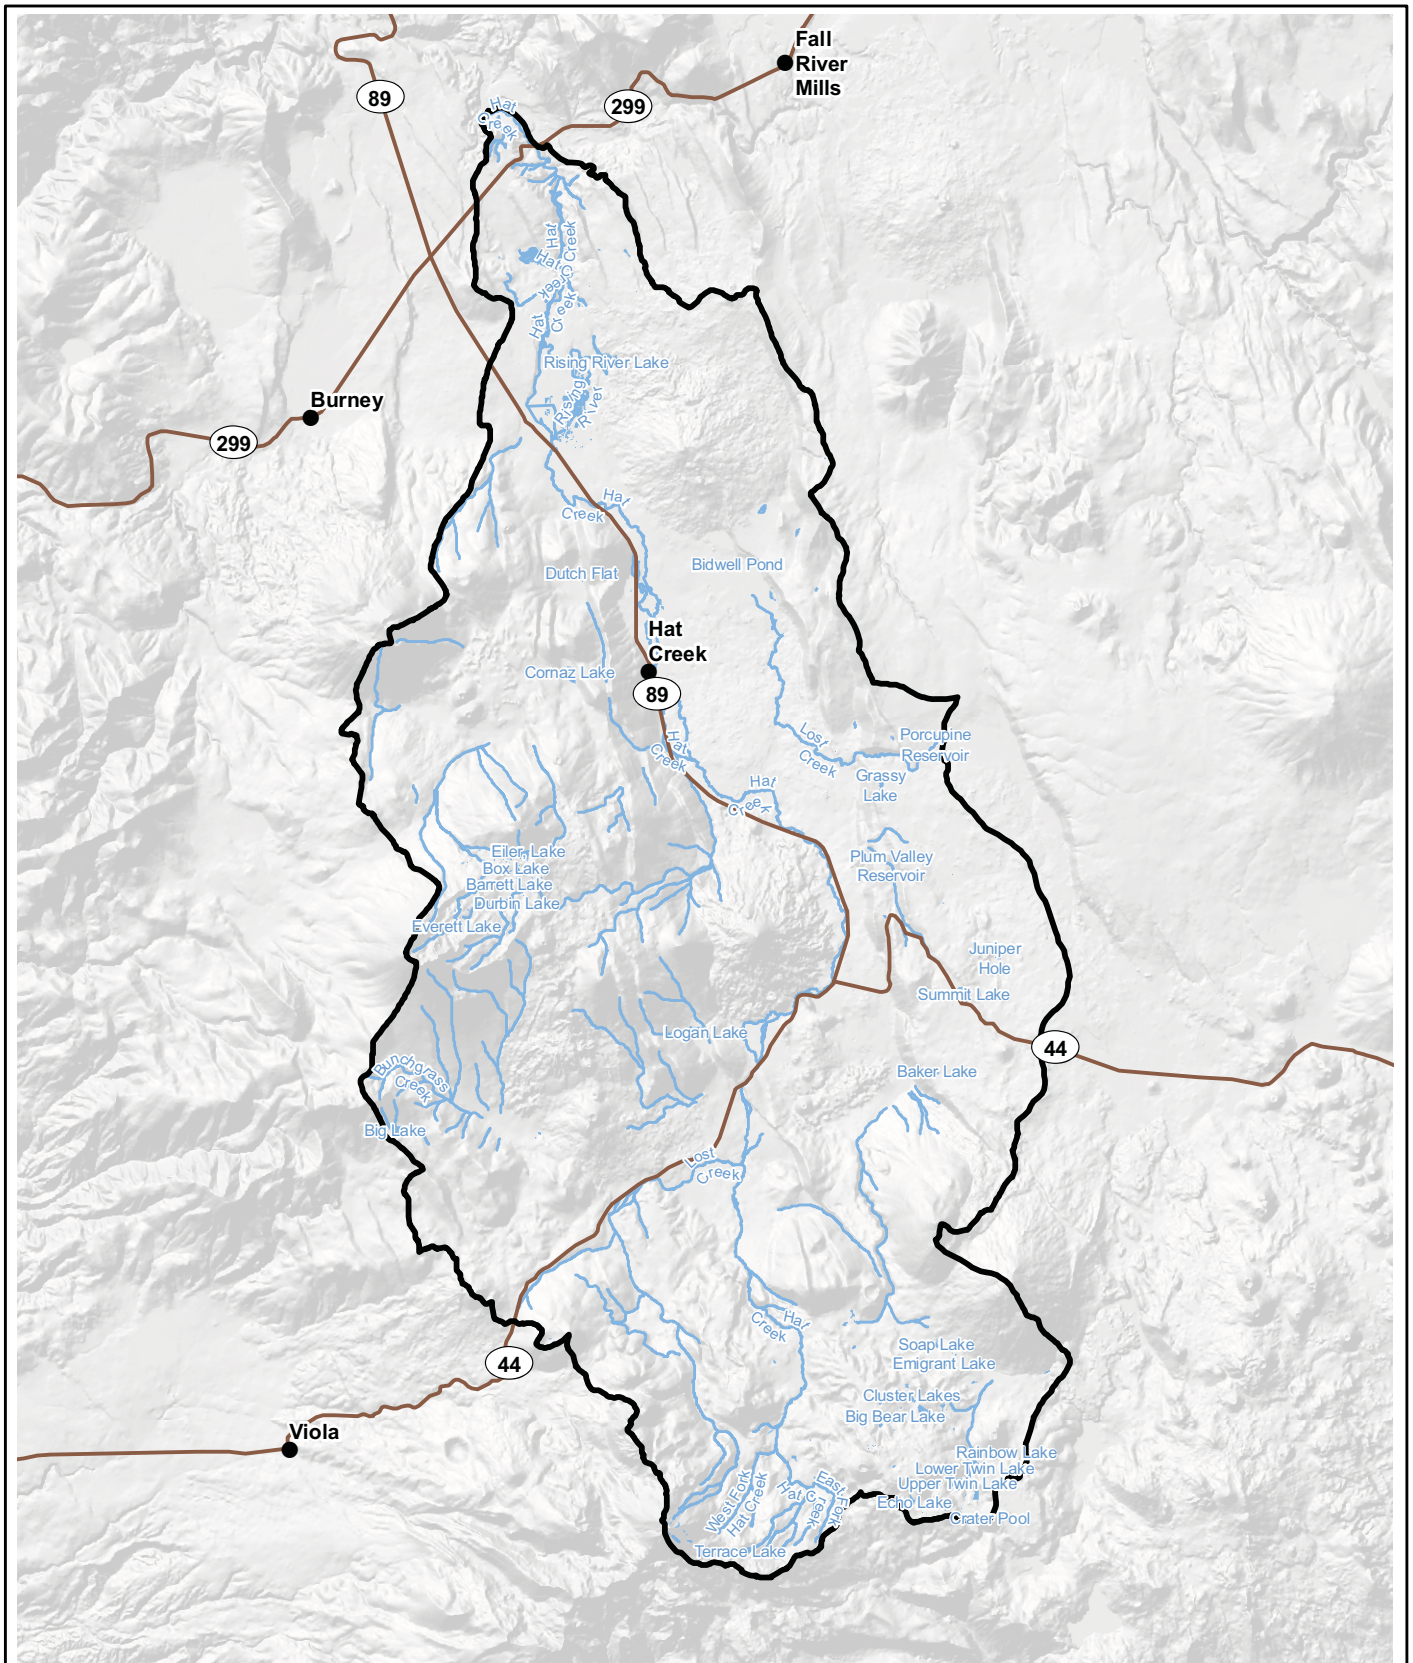 Fall
River
Mills
89
299
Hat
Creek
Hat
Creek
Hat
Creek
Hat
Creek
Rising River Lake
Rising
River
Burney
299
Hat
Creek
Bidwell Pond
Dutch Flat
Hat
Creek
Cornaz Lake
89
Lost
Creek
Porcupine
Reservoir
Hat
Creek
Grassy
Lake
Hat
Creek
Eiler Lake
Plum Valley
Reservoir
Box Lake
Barrett Lake
Durbin Lake
Everett Lake
Juniper
Hole
Summit Lake
Logan Lake
44
Bunchgrass
Creek
Baker Lake
Big Lake
Lost
Creek
Hat
Creek
Soap Lake
Emigrant Lake
44
Cluster Lakes
Big Bear Lake
Viola
Rainbow Lake
Lower Twin Lake
Upper Twin Lake
Echo Lake
Crater Pool
West Fork
Hat Creek
East Fork
Hat Creek
Terrace Lake